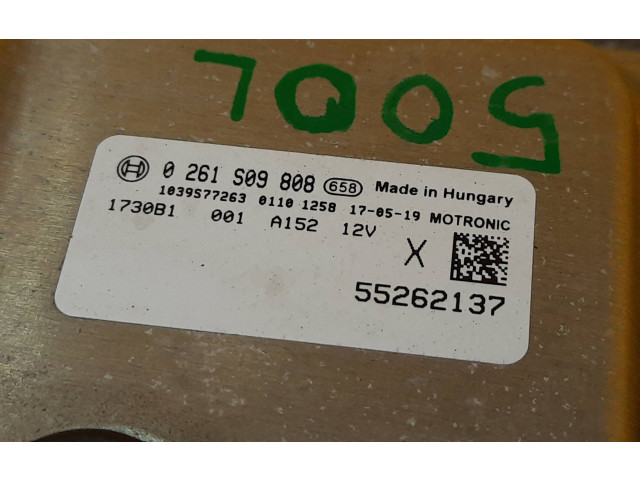 500L
0 261 S09 808 658 Made in Hungary
1039S77263 0110 1258 17-05-19 MOTRONIC
1730B1 001 A152 12V
X
55262137